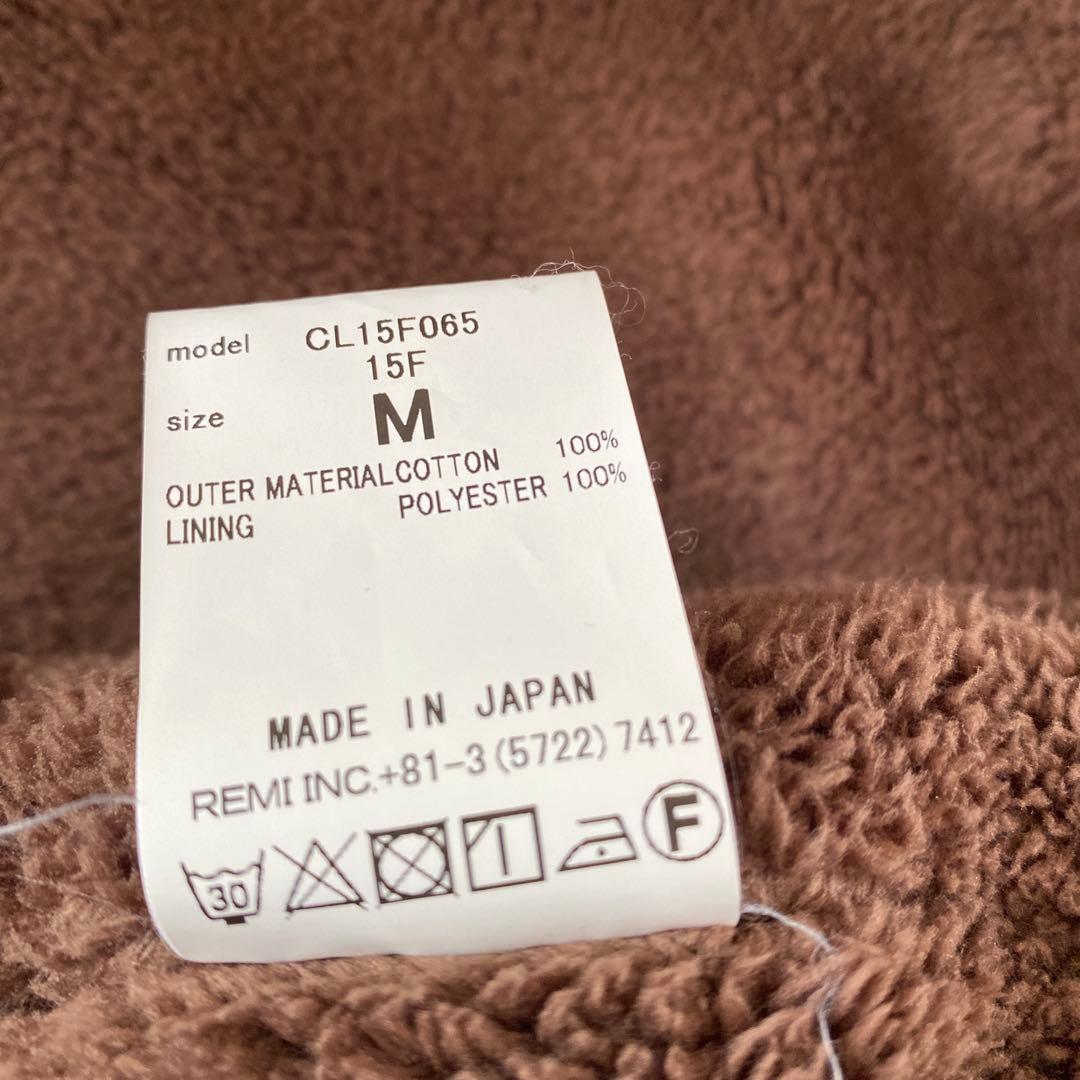 model CL15F065
15F
size M
OUTER MATERIALCOTTON 100%
LINING POLYESTER 100%
MADE IN JAPAN
REMI INC.+81-3(5722)7412
30 F